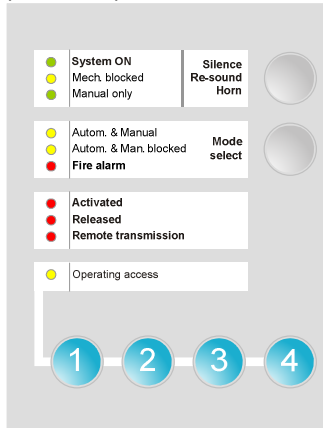 System ON
Mech. blocked
Manual only
Silence
Re-sound
Horn
Autom. & Manual
Autom. & Man. blocked
Fire alarm
Mode
select
Activated
Released
Remote transmission
Operating access
1 2 3 4